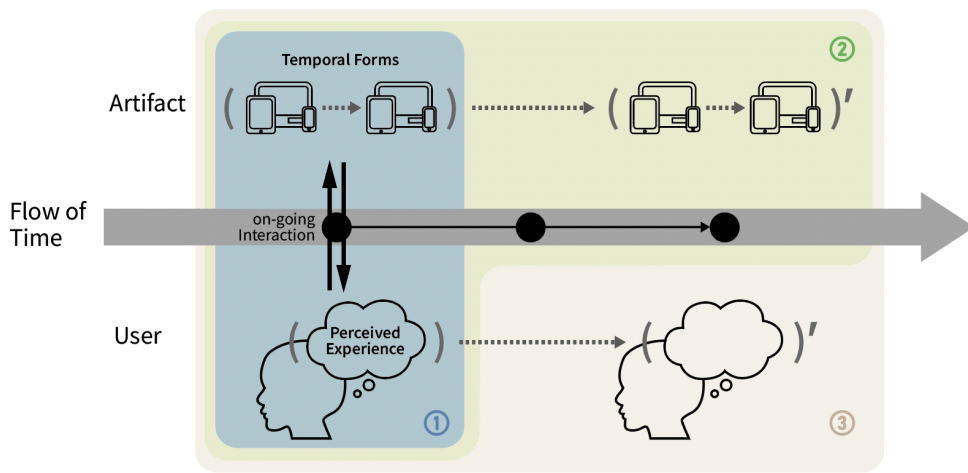 Temporal Forms
②
Artifact
( ) ( )′
Flow of
Time
on-going
Interaction
User
( Perceived
Experience ) ( )′
①
③